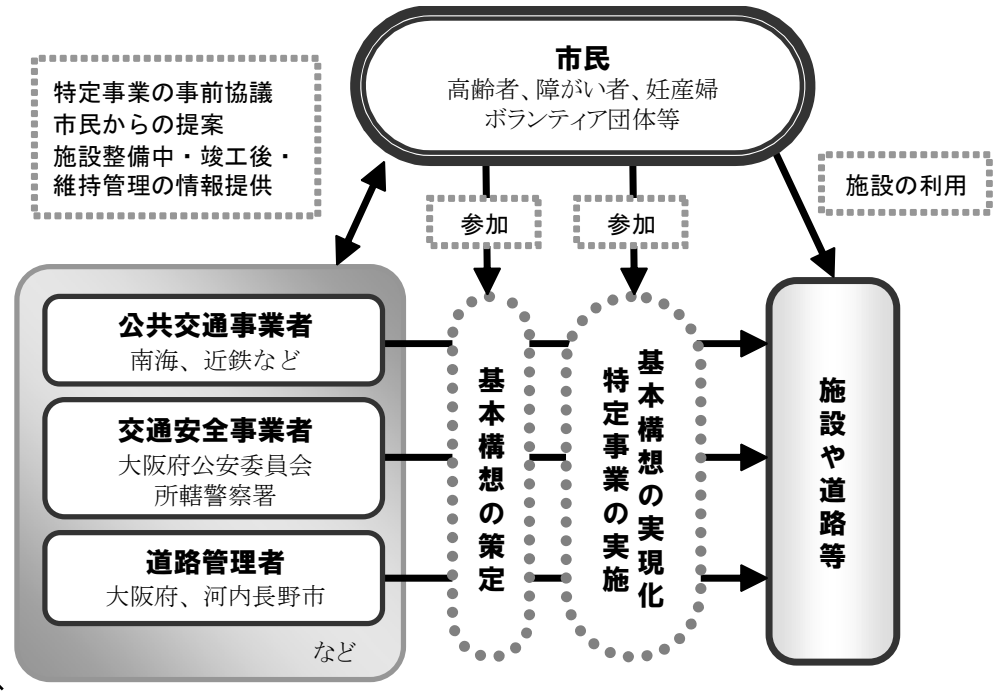 市民
高齢者、障がい者、妊産婦
ボランティア団体等
特定事業の事前協議
市民からの提案
施設整備中・竣工後・
維持管理の情報提供
施設の利用
参加
参加
公共交通事業者
南海、近鉄など
交通安全事業者
大阪府公安委員会
所轄警察署
道路管理者
大阪府、河内長野市
など
基本構想の策定
基本構想の実現化
特定事業の実施
施設や道路等